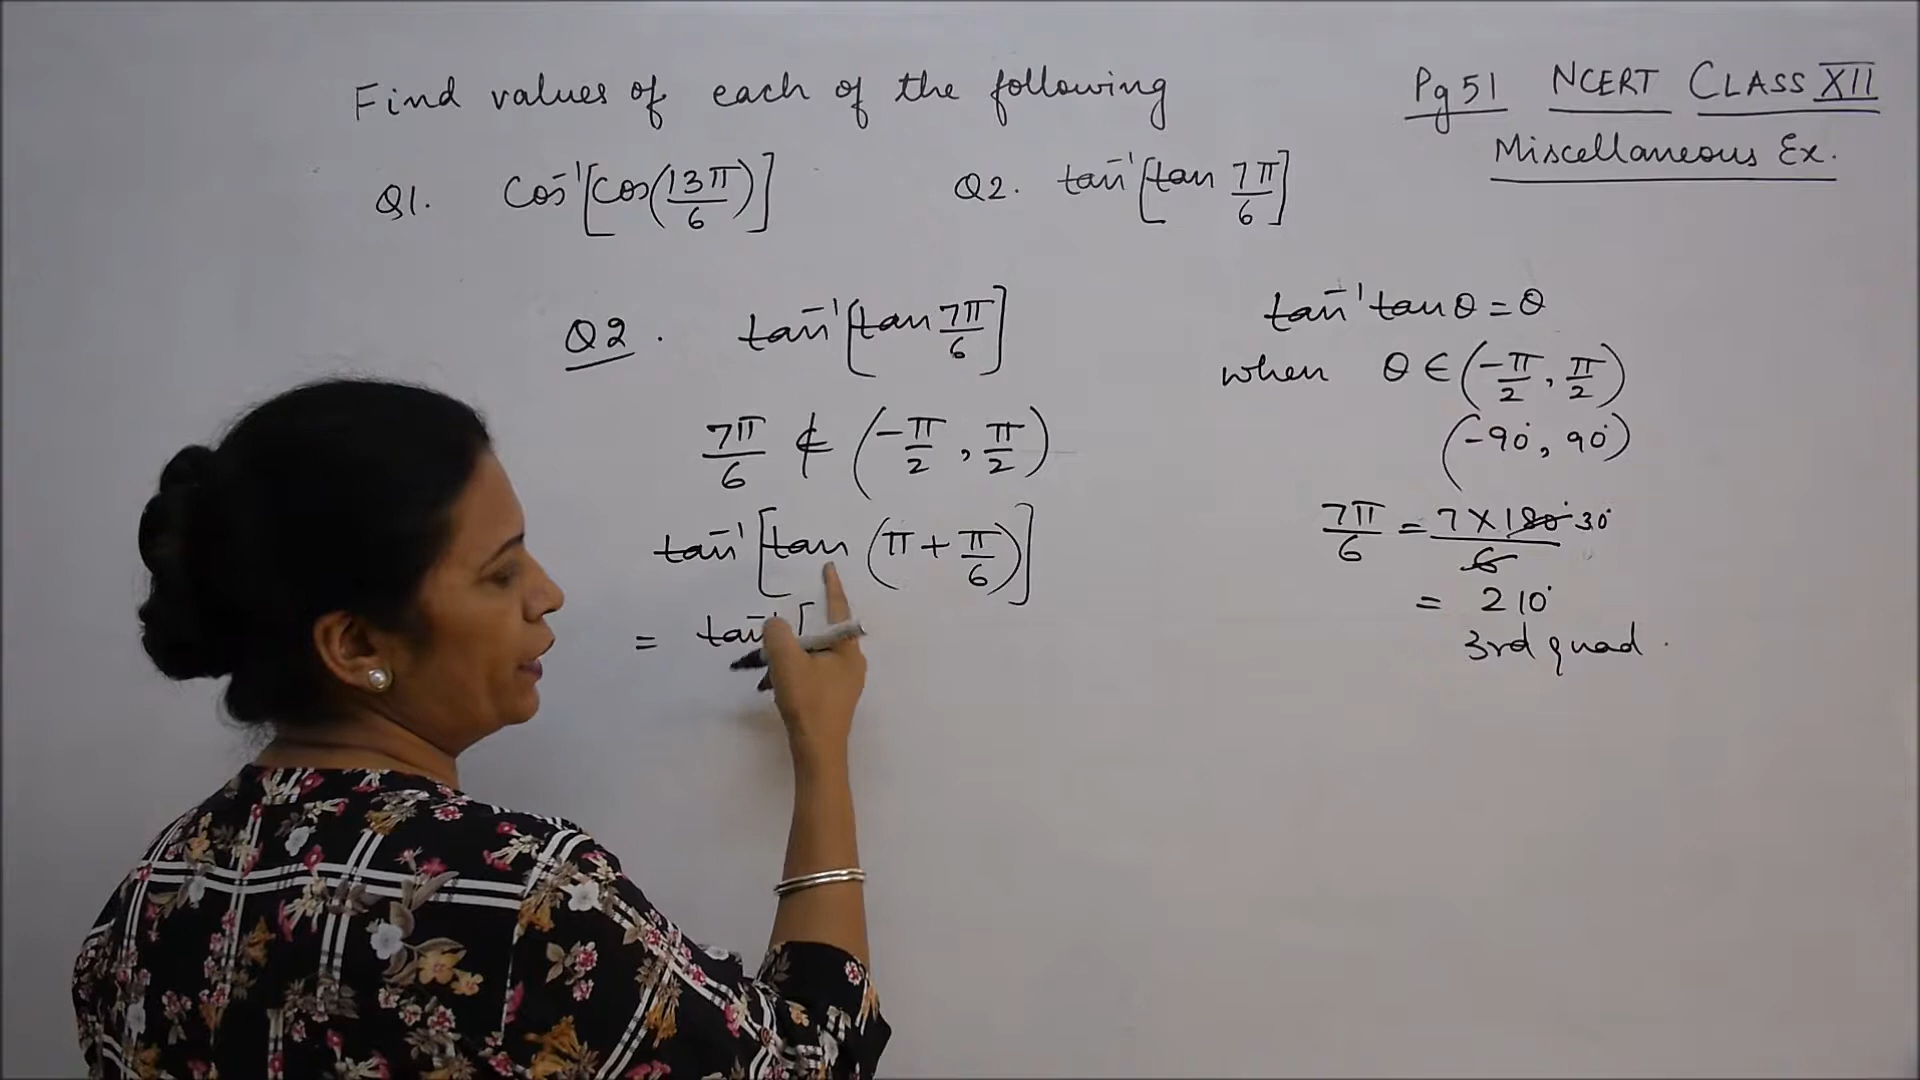 Find values of each of the following
Pg 51 NCERT CLASS XII
Miscellaneous Ex.
Q1. Cos⁻¹[Cos(13π/6)]
Q2. tan⁻¹[tan 7π/6]
Q2. tan⁻¹[tan 7π/6]
7π/6 ∉ (-π/2, π/2)
tan⁻¹[tan (π + π/6)]
= tan⁻¹[
tan⁻¹ tan θ = θ
when θ ∈ (-π/2, π/2)
(-90°, 90°)
7π/6 = 7 × 180° 30° / 6
= 210°
3rd quad.